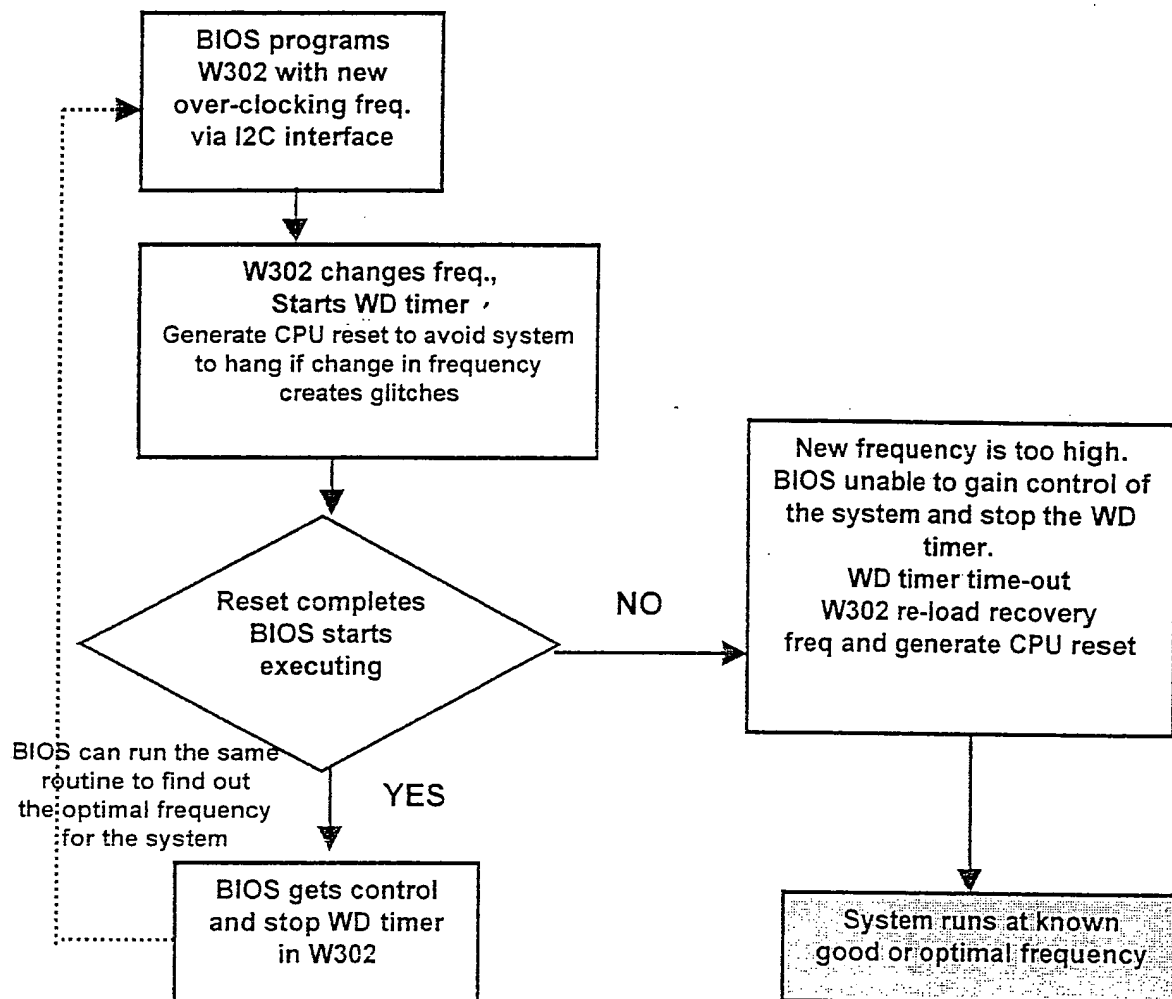 BIOS programs
W302 with new
over-clocking freq.
via I2C interface
W302 changes freq.,
Starts WD timer
Generate CPU reset to avoid system
to hang if change in frequency
creates glitches
New frequency is too high.
BIOS unable to gain control of
the system and stop the WD
timer.
WD timer time-out
W302 re-load recovery
freq and generate CPU reset
Reset completes
BIOS starts
executing
NO
BIOS can run the same
routine to find out
the optimal frequency
for the system
YES
BIOS gets control
and stop WD timer
in W302
System runs at known
good or optimal frequency